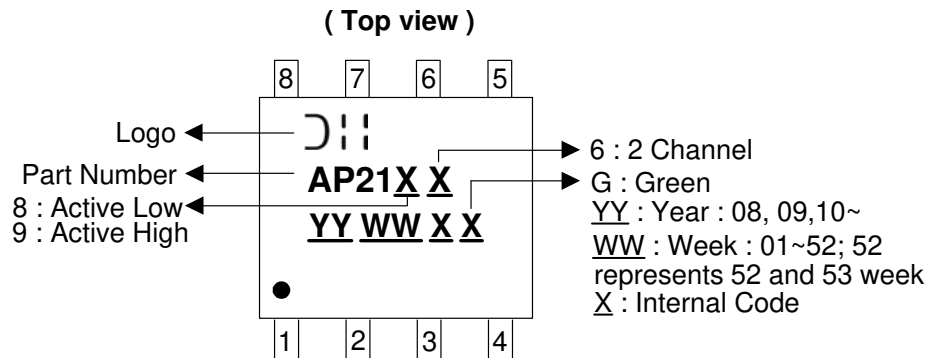 ( Top view )
8 7 6 5
Logo
Part Number
8 : Active Low
9 : Active High
AP21X X
YY WW X X
6 : 2 Channel
G : Green
YY : Year : 08, 09,10~
WW : Week : 01~52; 52
represents 52 and 53 week
X : Internal Code
1 2 3 4